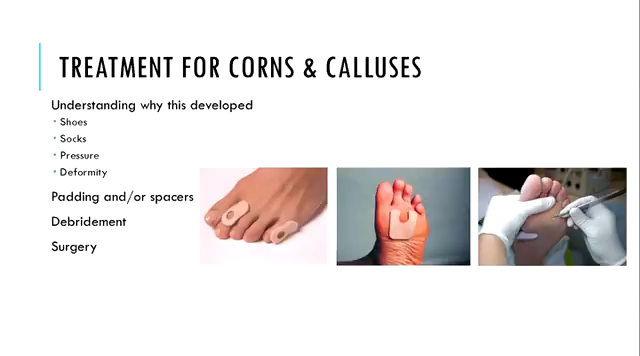 TREATMENT FOR CORNS & CALLUSES
Understanding why this developed
• Shoes
• Socks
• Pressure
• Deformity
Padding and/or spacers
Debridement
Surgery